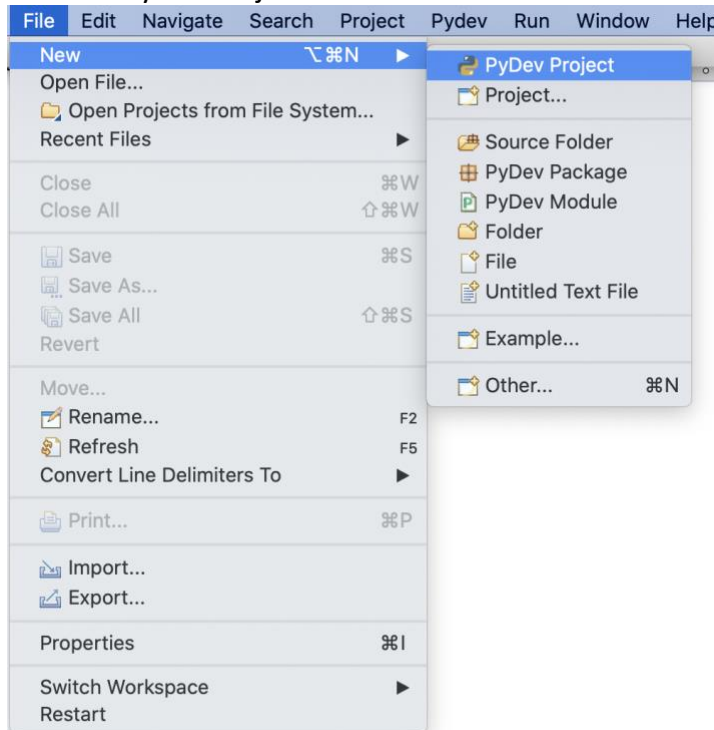 File Edit Navigate Search Project Pydev Run Window Help
New ⌥⌘N ▶
Open File...
Open Projects from File System...
Recent Files ▶
Close ⌘W
Close All ⇧⌘W
Save ⌘S
Save As...
Save All ⇧⌘S
Revert
Move...
Rename... F2
Refresh F5
Convert Line Delimiters To ▶
Print... ⌘P
Import...
Export...
Properties ⌘I
Switch Workspace ▶
Restart
PyDev Project
Project...
Source Folder
PyDev Package
PyDev Module
Folder
File
Untitled Text File
Example...
Other... ⌘N